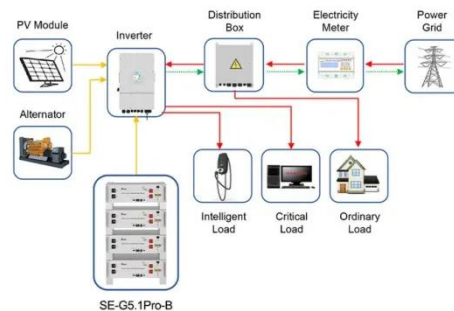 PV Module
Inverter
Distribution
Box
Electricity
Meter
Power
Grid
Alternator
Intelligent
Load
Critical
Load
Ordinary
Load
SE-G5.1Pro-B